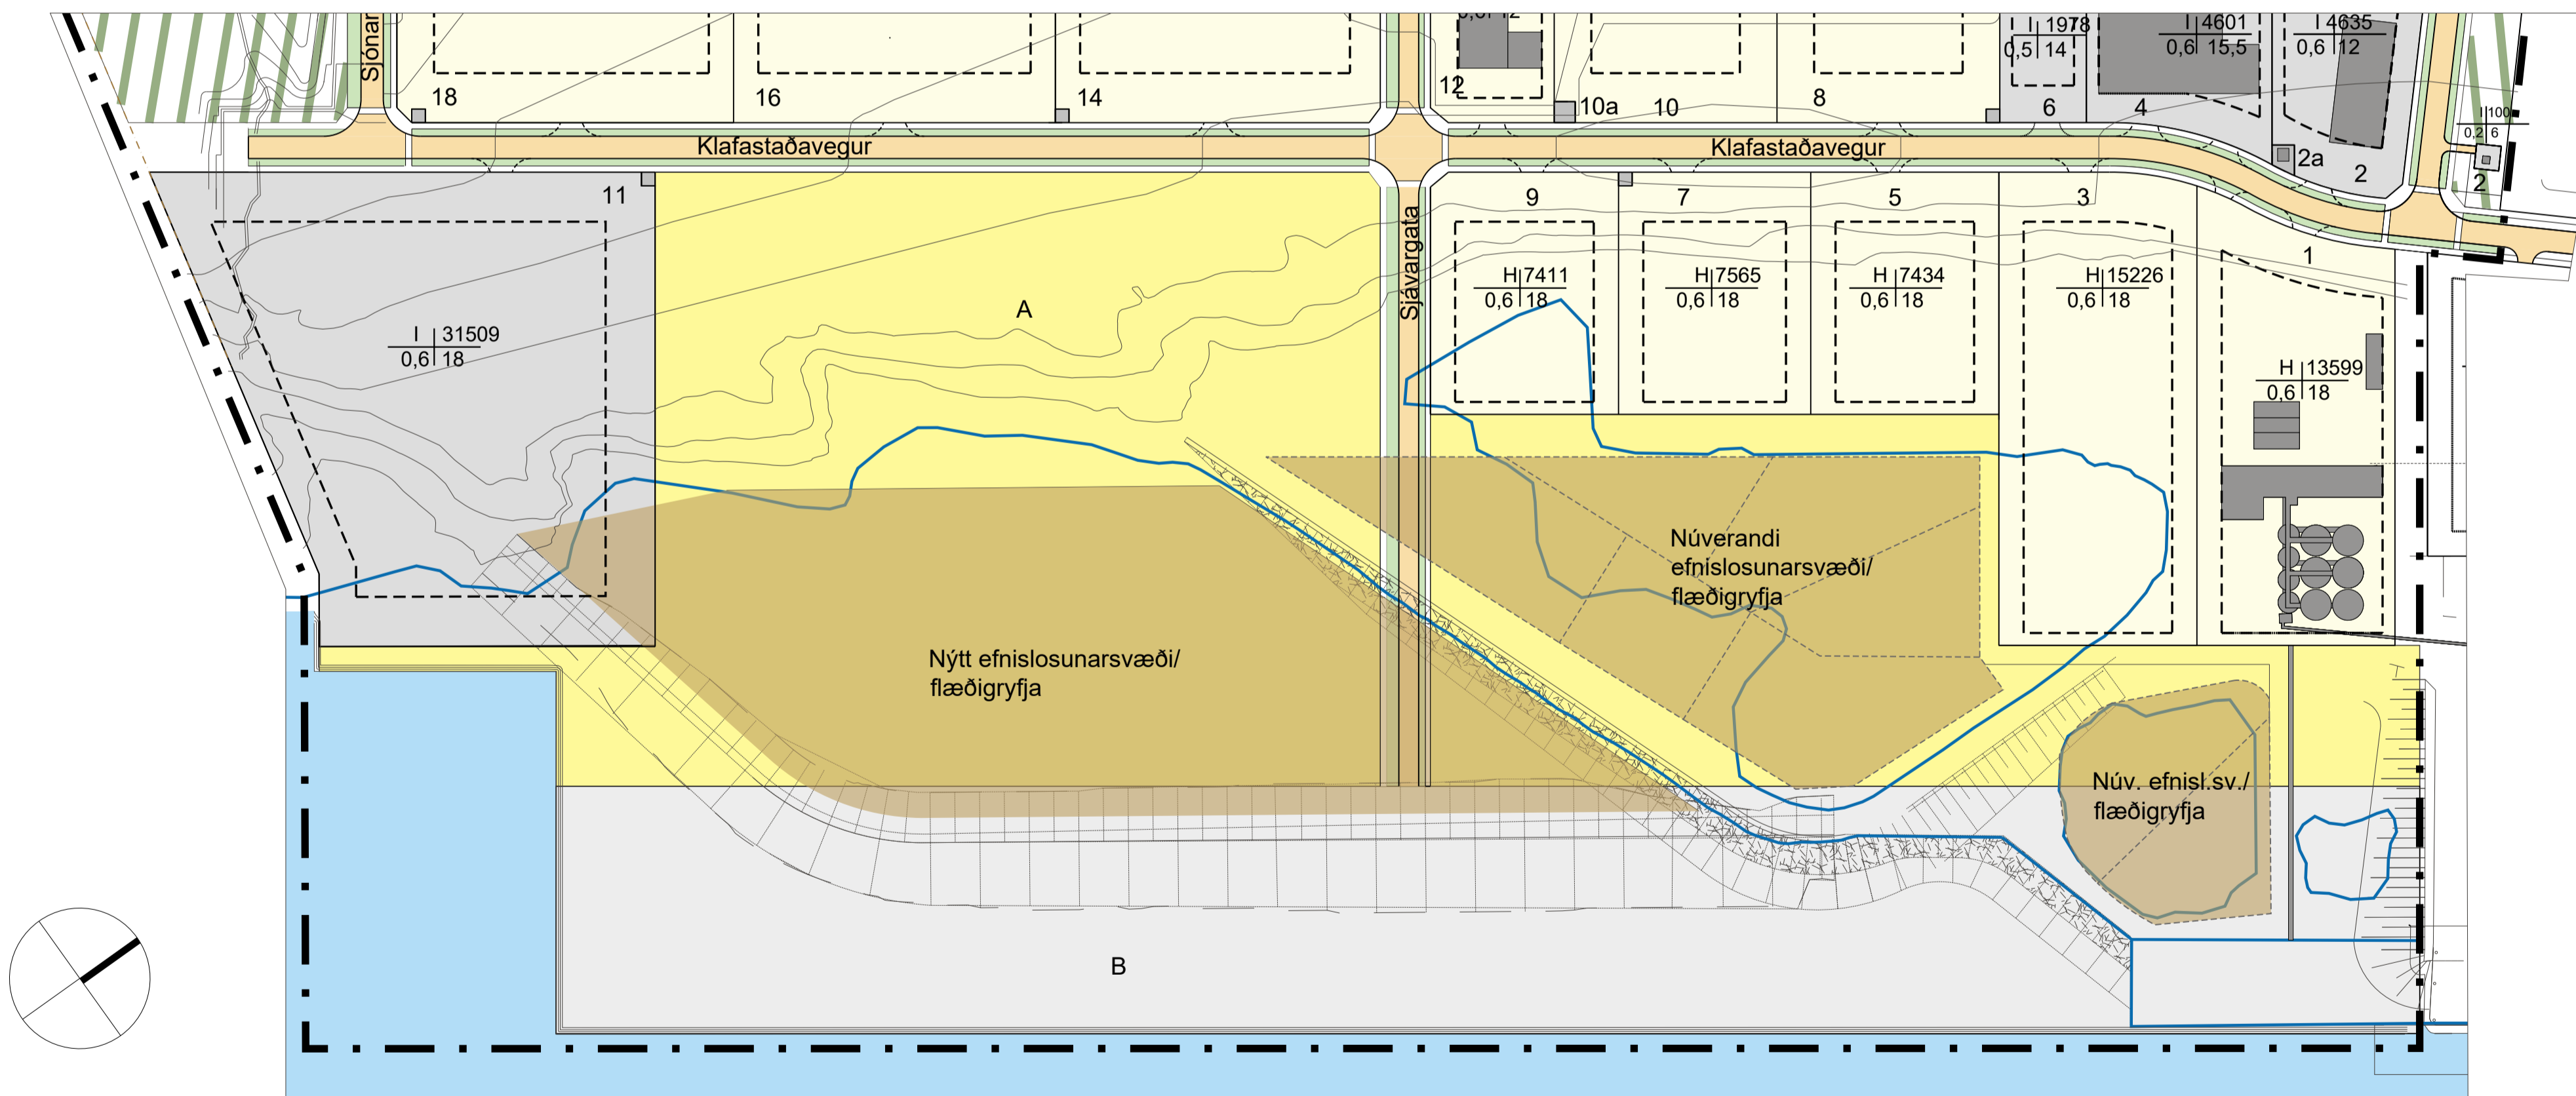 Sjónar
18
16
14
12
10a
10
8
I 1978
0,5 14
6
I 4601
0,6 15,5
4
I 4635
0,6 12
2a
2
I 100
0,2 6
2
Klafastaðavegur
Klafastaðavegur
11
I 31509
0,6 18
A
Sjávargata
9
H 7411
0,6 18
7
H 7565
0,6 18
5
H 7434
0,6 18
3
H 15226
0,6 18
1
H 13599
0,6 18
Núverandi
efnislosunarsvæði/
flæðigryfja
Nýtt efnislosunarsvæði/
flæðigryfja
Núv. efnisl.sv./
flæðigryfja
B